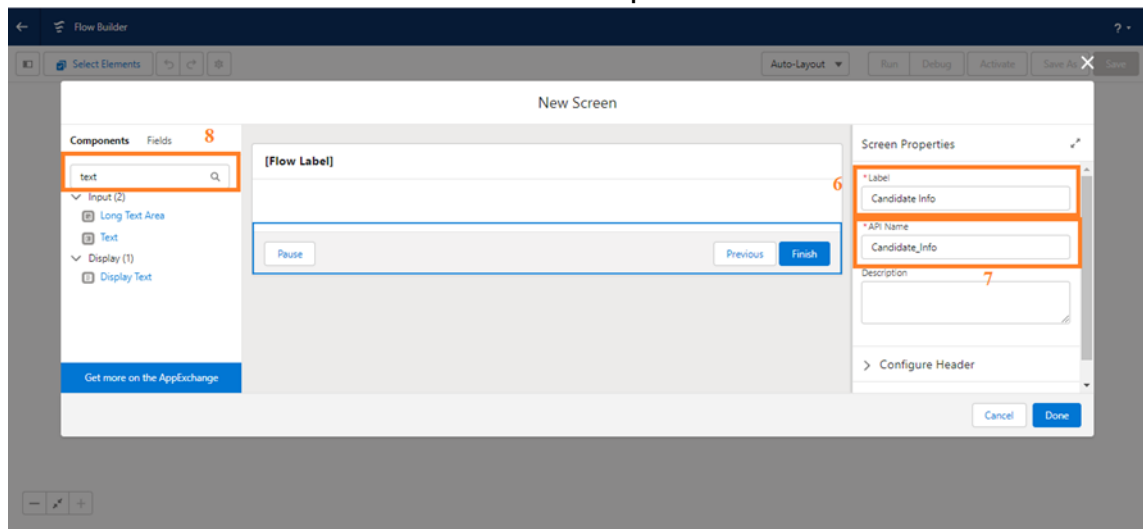 Flow Builder
?
Select Elements
Auto-Layout
Run
Debug
Activate
Save As
Save
New Screen
Components
Fields
8
text
Input (2)
Long Text Area
Text
Display (1)
Display Text
Get more on the AppExchange
[Flow Label]
Pause
Previous
Finish
6
Screen Properties
*Label
Candidate Info
*API Name
Candidate_Info
Description
7
Configure Header
Cancel
Done